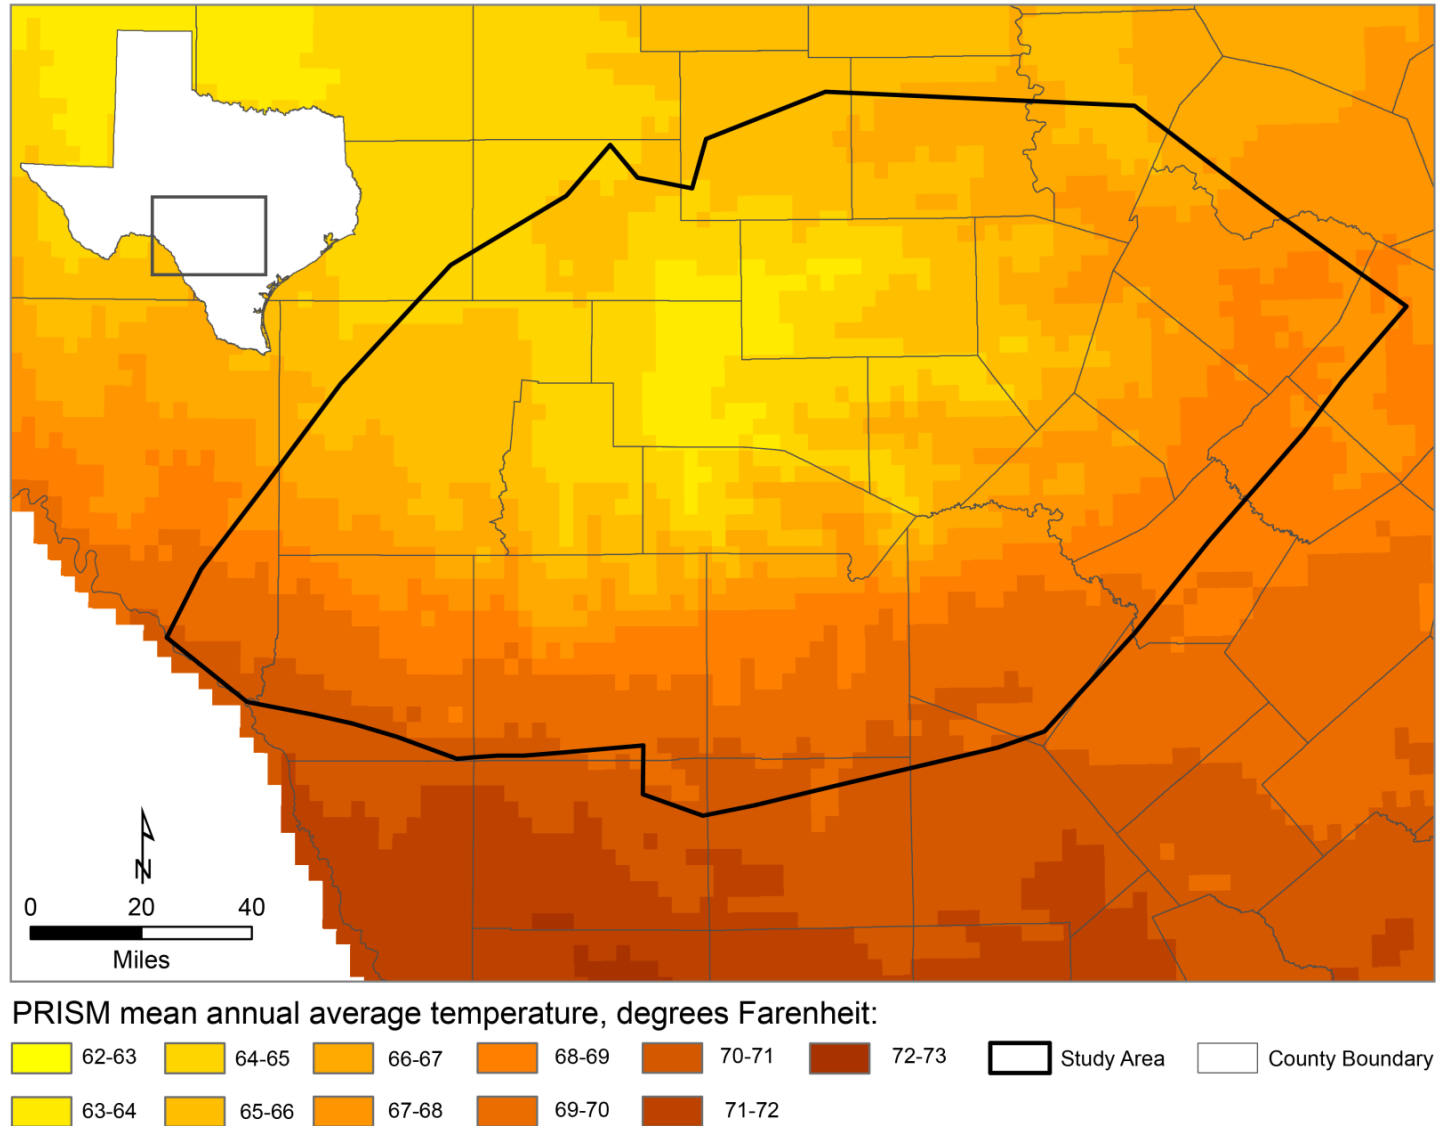 N
0 20 40
Miles
PRISM mean annual average temperature, degrees Farenheit:
62-63 64-65 66-67 68-69 70-71 72-73 Study Area County Boundary
63-64 65-66 67-68 69-70 71-72